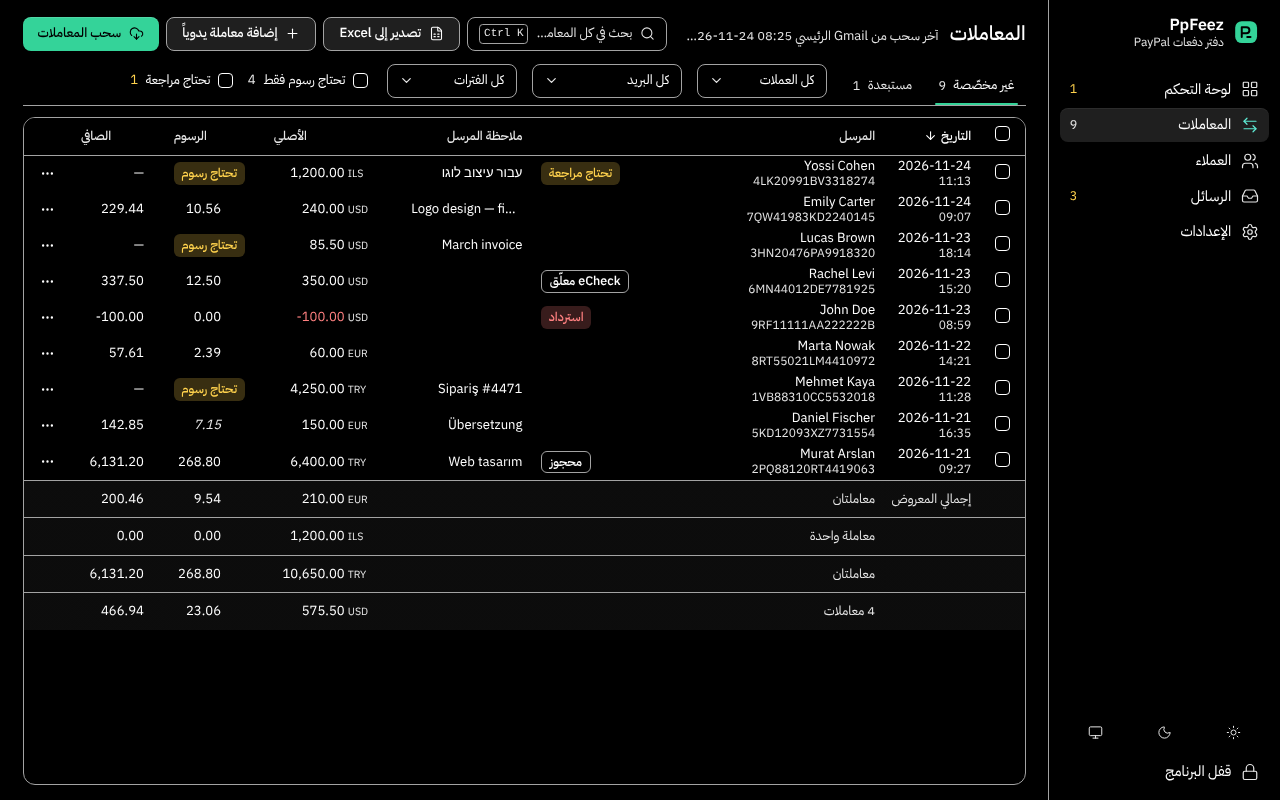 PpFeez
دفتر دفعات PayPal
لوحة التحكم 1
المعاملات 9
العملاء
الرسائل 3
الإعدادات
قفل البرنامج
المعاملات
آخر سحب من Gmail الرئيسي 08:25 24-11-26...
بحث في كل المعامـ... Ctrl K
تصدير إلى Excel
إضافة معاملة يدوياً
سحب المعاملات
غير مخصّصة 9
مستبعدة 1
كل العملات
كل البريد
كل الفترات
تحتاج رسوم فقط 4
تحتاج مراجعة 1
التاريخ ↓ المرسل ملاحظة المرسل الأصلي الرسوم الصافي
2026-11-24 Yossi Cohen تحتاج مراجعة עבור עיצוב לוגו 1,200.00 ILS تحتاج رسوم —
11:13 4LK20991BV3318274
2026-11-24 Emily Carter Logo design — fi... 240.00 USD 10.56 229.44
09:07 7QW41983KD2240145
2026-11-23 Lucas Brown March invoice 85.50 USD تحتاج رسوم —
18:14 3HN20476PA9918320
2026-11-23 Rachel Levi eCheck معلّق 350.00 USD 12.50 337.50
15:20 6MN44012DE7781925
2026-11-23 John Doe استرداد -100.00 USD 0.00 -100.00
08:59 9RF11111AA222222B
2026-11-22 Marta Nowak 60.00 EUR 2.39 57.61
14:21 8RT55021LM4410972
2026-11-22 Mehmet Kaya Sipariş #4471 4,250.00 TRY تحتاج رسوم —
11:28 1VB88310CC5532018
2026-11-21 Daniel Fischer Übersetzung 150.00 EUR 7.15 142.85
16:35 5KD12093XZ7731554
2026-11-21 Murat Arslan محجوز Web tasarım 6,400.00 TRY 268.80 6,131.20
09:27 2PQ88120RT4419063
إجمالي المعروض معاملتان 210.00 EUR 9.54 200.46
معاملة واحدة 1,200.00 ILS 0.00 0.00
معاملتان 10,650.00 TRY 268.80 6,131.20
4 معاملات 575.50 USD 23.06 466.94